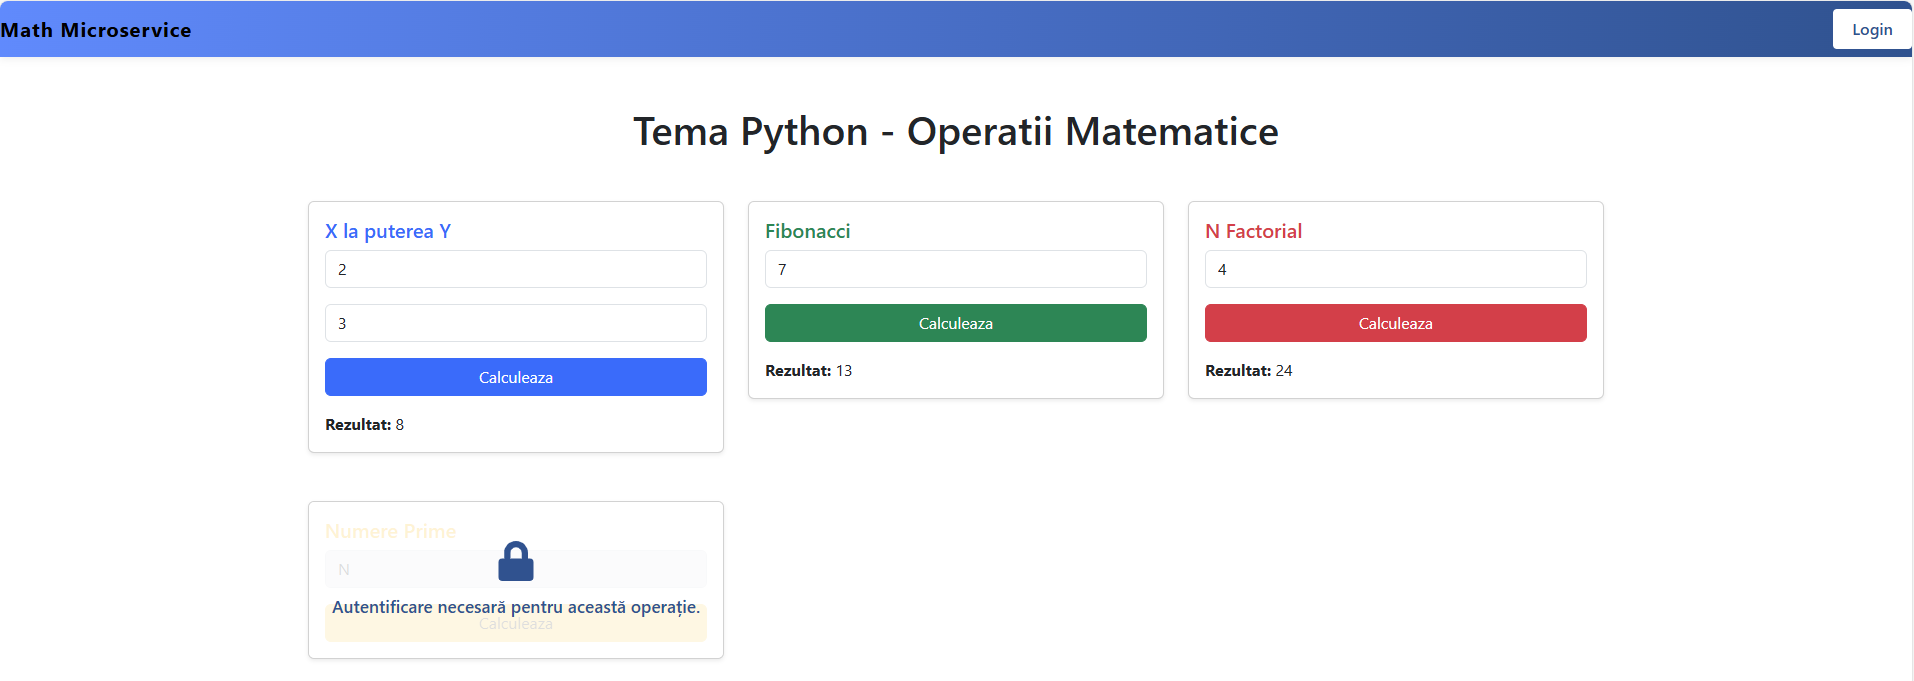 Math Microservice
Login
Tema Python - Operatii Matematice
X la puterea Y
2
3
Calculeaza
Rezultat: 8
Fibonacci
7
Calculeaza
Rezultat: 13
N Factorial
4
Calculeaza
Rezultat: 24
Numere Prime
N
Autentificare necesară pentru această operație.
Calculeaza